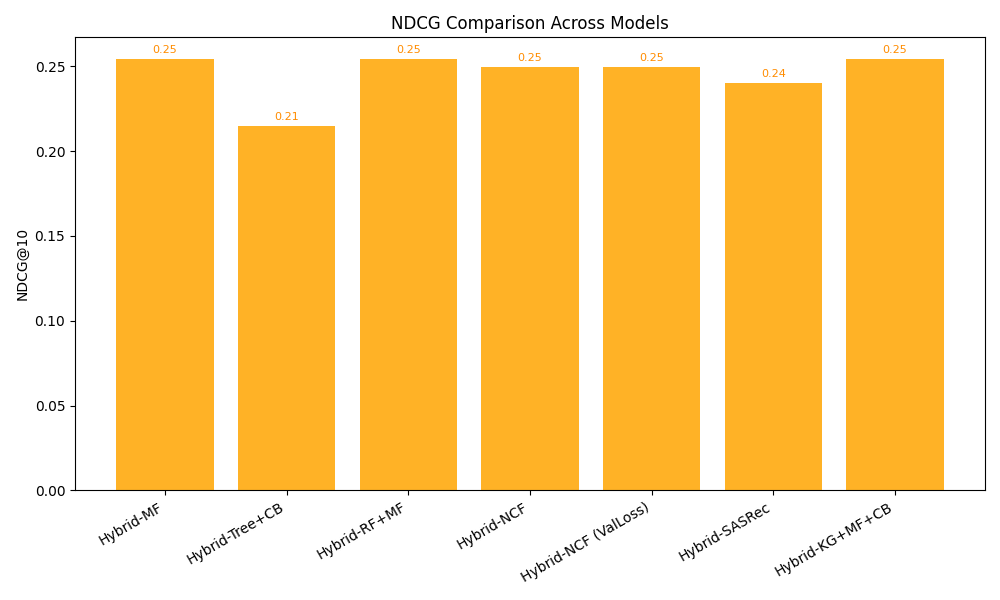 NDCG Comparison Across Models
NDCG@10
0.25
0.20
0.15
0.10
0.05
0.00
0.25
0.21
0.25
0.25
0.25
0.24
0.25
Hybrid-MF
Hybrid-Tree+CB
Hybrid-RF+MF
Hybrid-NCF
Hybrid-NCF (ValLoss)
Hybrid-SASRec
Hybrid-KG+MF+CB